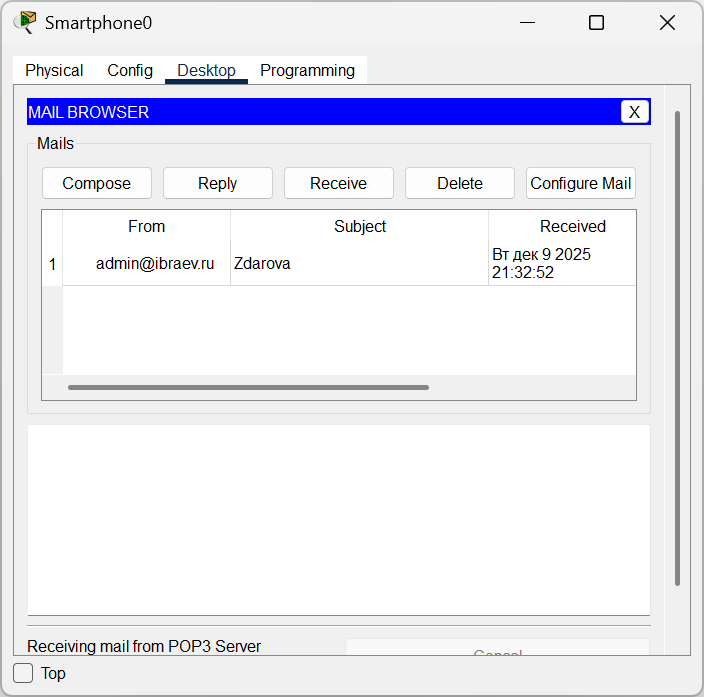 Smartphone0
Physical Config Desktop Programming
MAIL BROWSER X
Mails
Compose Reply Receive Delete Configure Mail
From Subject Received
1 admin@ibraev.ru Zdarova Вт дек 9 2025
21:32:52
Receiving mail from POP3 Server
Cancel
Top